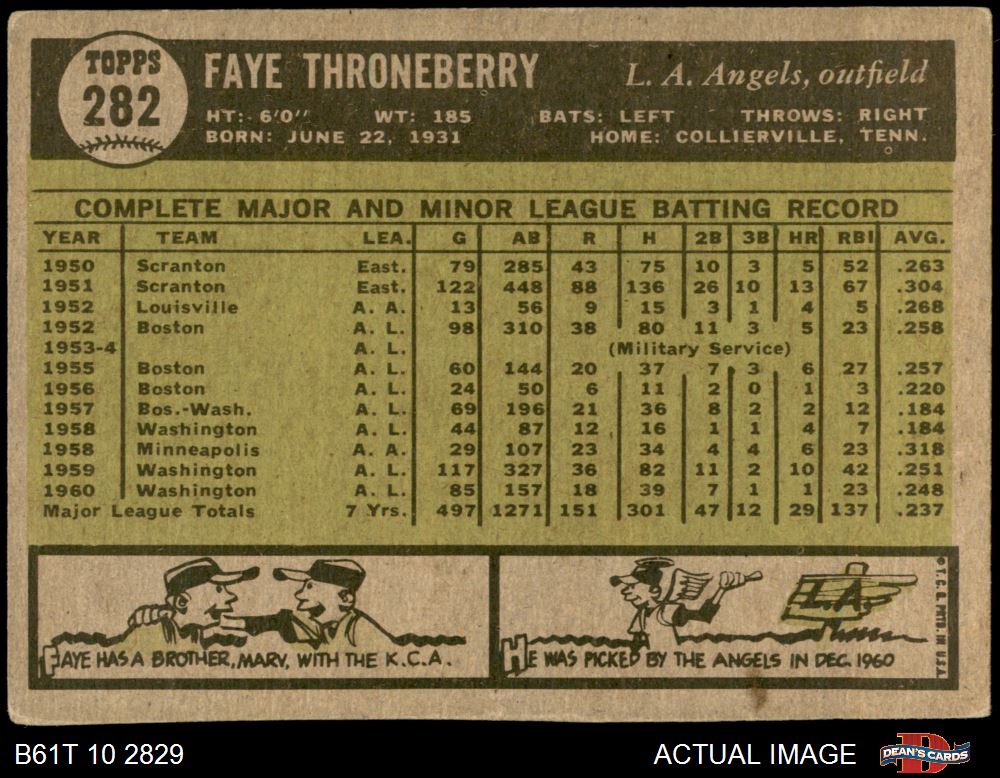 TOPPS
282
FAYE THRONEBERRY
L. A. Angels, outfield
HT: 6'0" WT: 185 BATS: LEFT THROWS: RIGHT
BORN: JUNE 22, 1931 HOME: COLLIERVILLE, TENN.
COMPLETE MAJOR AND MINOR LEAGUE BATTING RECORD
YEAR TEAM LEA. G AB R H 2B 3B HR RBI AVG.
1950 Scranton East. 79 285 43 75 10 3 5 52 .263
1951 Scranton East. 122 448 88 136 26 10 13 67 .304
1952 Louisville A. A. 13 56 9 15 3 1 4 5 .268
1952 Boston A. L. 98 310 38 80 11 3 5 23 .258
1953-4 A. L. (Military Service)
1955 Boston A. L. 60 144 20 37 7 3 6 27 .257
1956 Boston A. L. 24 50 6 11 2 0 1 3 .220
1957 Bos.-Wash. A. L. 69 196 21 36 8 2 2 12 .184
1958 Washington A. L. 44 87 12 16 1 1 4 7 .184
1958 Minneapolis A. A. 29 107 23 34 4 4 6 23 .318
1959 Washington A. L. 117 327 36 82 11 2 10 42 .251
1960 Washington A. L. 85 157 18 39 7 1 1 23 .248
Major League Totals 7 Yrs. 497 1271 151 301 47 12 29 137 .237
FAYE HAS A BROTHER, MARV, WITH THE K.C.A.
L.A.
HE WAS PICKED BY THE ANGELS IN DEC. 1960
© T. C. G. PRTD IN U.S.A.
B61T 10 2829
ACTUAL IMAGE
D
DEAN'S CARDS